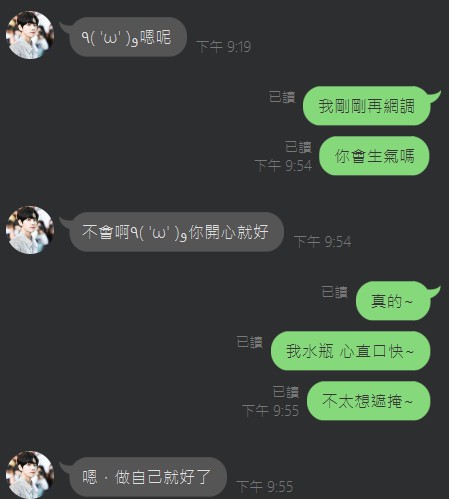 ٩( 'ω' )و嗯呢
下午 9:19
已讀
我剛剛再網調
已讀
下午 9:54
你會生氣嗎
不會啊٩( 'ω' )و你開心就好
下午 9:54
已讀
真的~
已讀
我水瓶 心直口快~
已讀
下午 9:55
不太想遮掩~
嗯．做自己就好了
下午 9:55